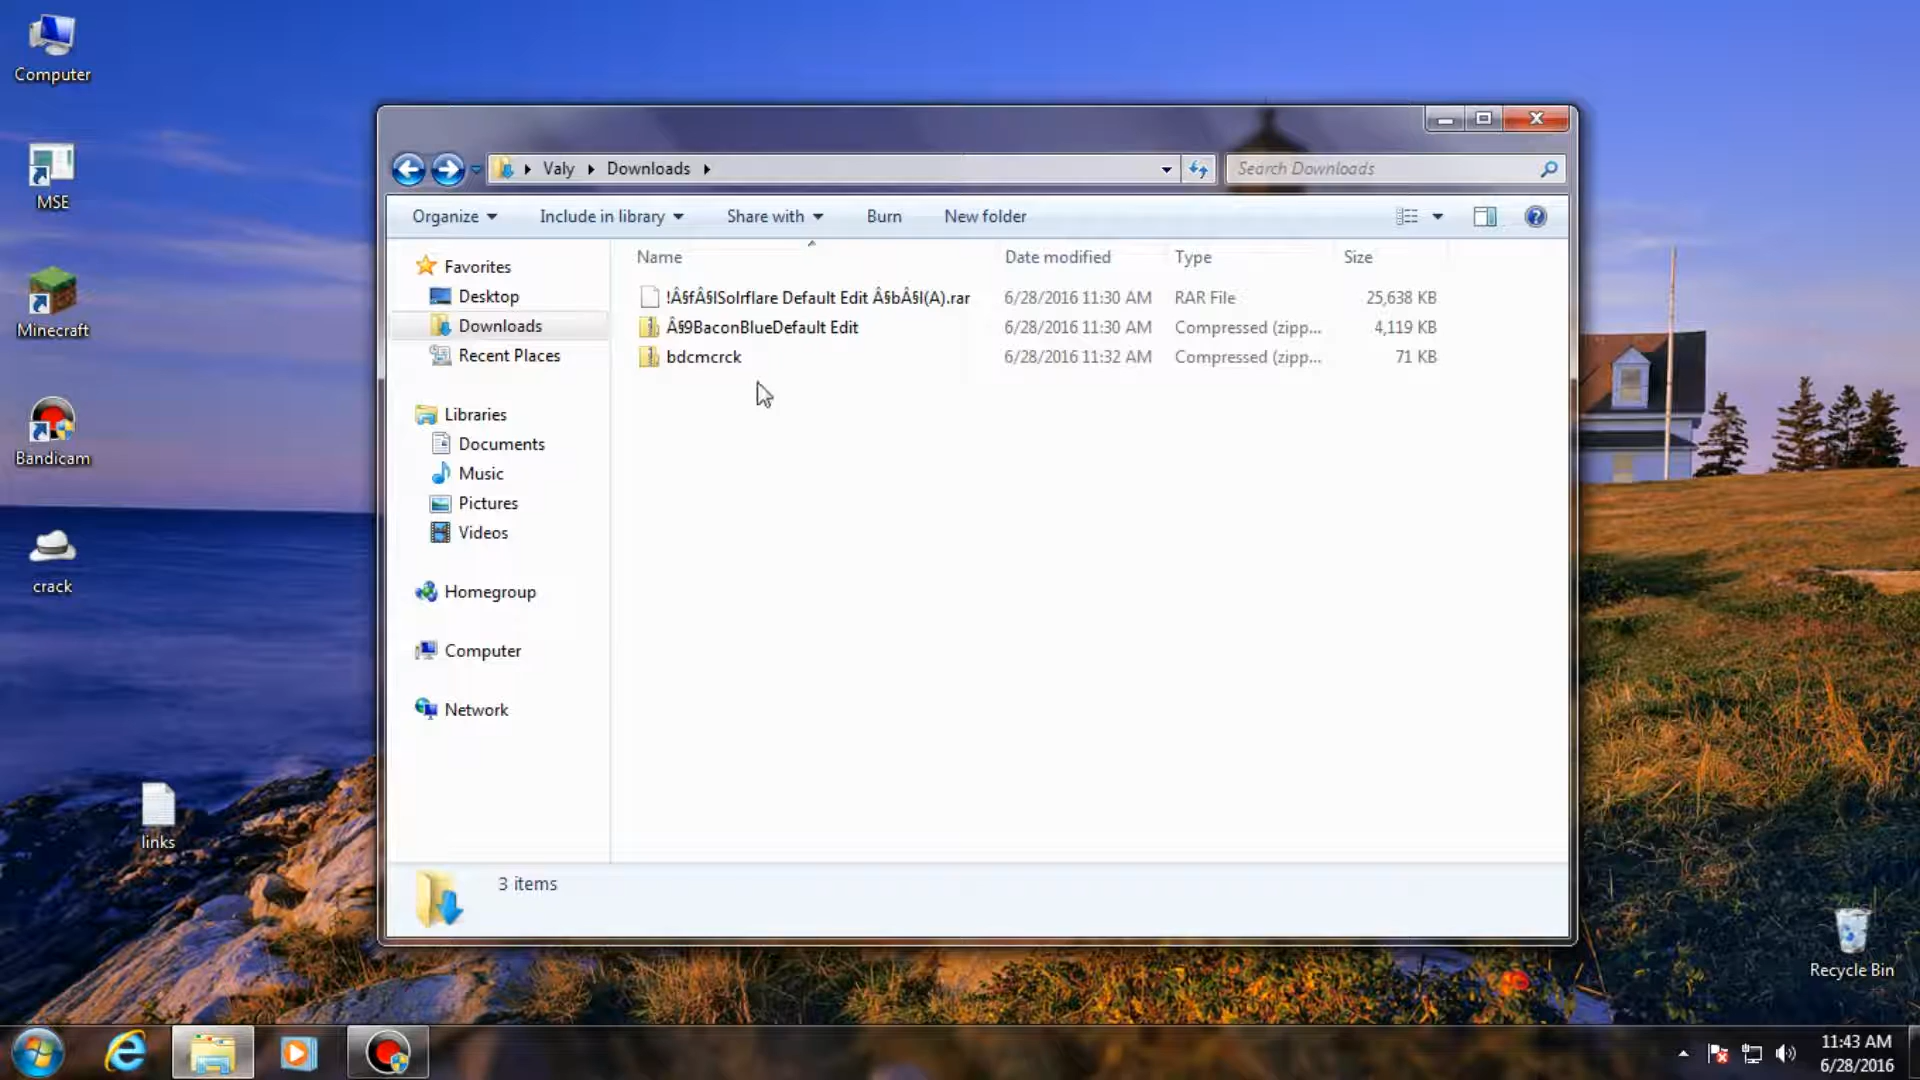 Computer
MSE
Minecraft
Bandicam
crack
links
Valy
Downloads
Search Downloads
Organize
Include in library
Share with
Burn
New folder
Favorites
Desktop
Downloads
Recent Places
Libraries
Documents
Music
Pictures
Videos
Homegroup
Computer
Network
Name Date modified Type Size
!Â§fÂ§lSolrflare Default Edit Â§bÂ§l(A).rar 6/28/2016 11:30 AM RAR File 25,638 KB
Â§9BaconBlueDefault Edit 6/28/2016 11:30 AM Compressed (zipp... 4,119 KB
bdcmcrck 6/28/2016 11:32 AM Compressed (zipp... 71 KB
3 items
Recycle Bin
11:43 AM
6/28/2016